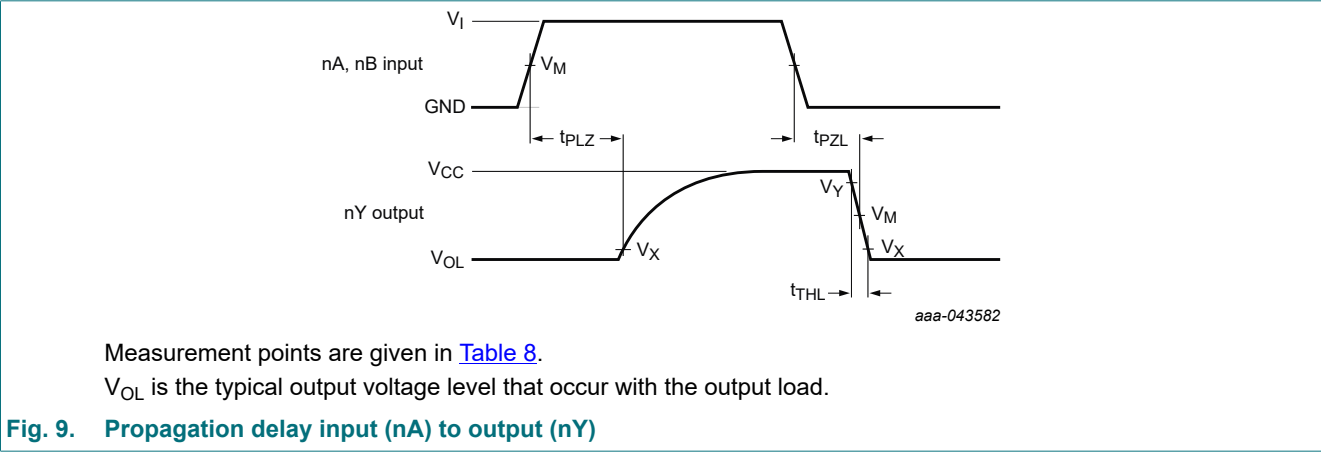 VI
nA, nB input
VM
GND
tPLZ
tPZL
VCC
VY
nY output
VM
VX
VX
VOL
tTHL
aaa-043582
Measurement points are given in Table 8.
VOL is the typical output voltage level that occur with the output load.
Fig. 9. Propagation delay input (nA) to output (nY)